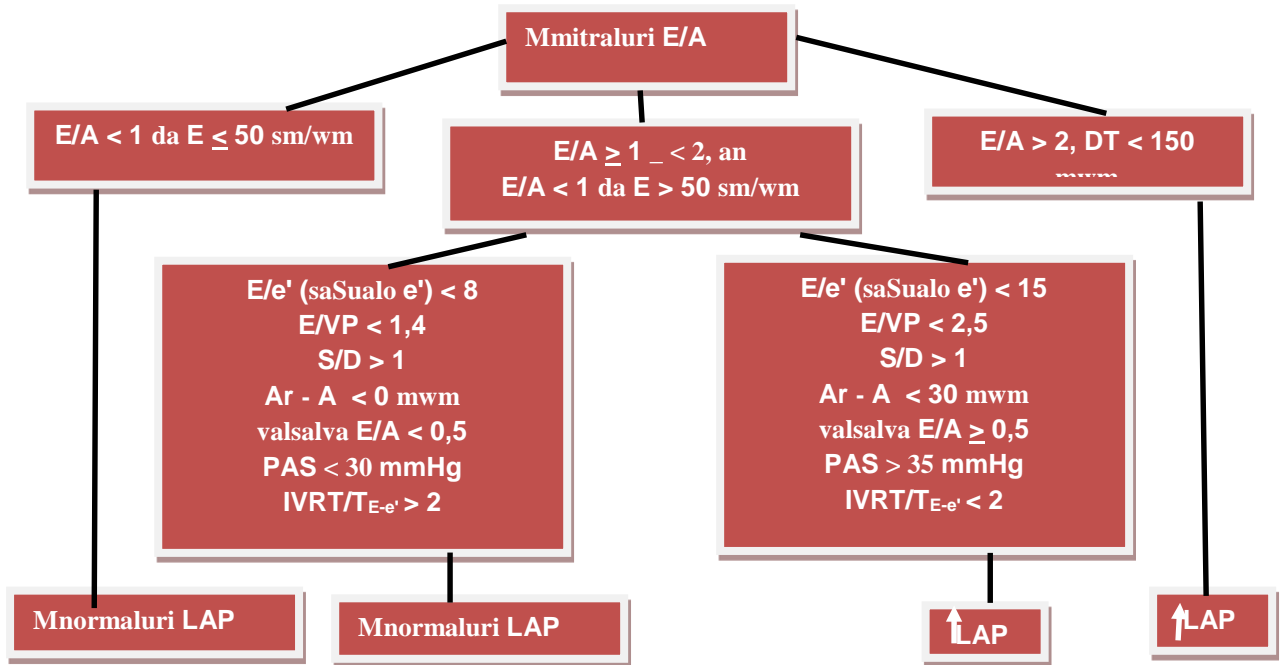 Mmitraluri E/A
E/A < 1 da E ≤ 50 sm/wm
E/A ≥ 1 _ < 2, an
E/A < 1 da E > 50 sm/wm
E/A > 2, DT < 150
E/e' (saSualo e') < 8
E/VP < 1,4
S/D > 1
Ar - A < 0 mwm
valsalva E/A < 0,5
PAS < 30 mmHg
IVRT/T_E-e' > 2
E/e' (saSualo e') < 15
E/VP < 2,5
S/D > 1
Ar - A < 30 mwm
valsalva E/A ≥ 0,5
PAS > 35 mmHg
IVRT/T_E-e' < 2
Mnormaluri LAP
Mnormaluri LAP
↑LAP
↑LAP